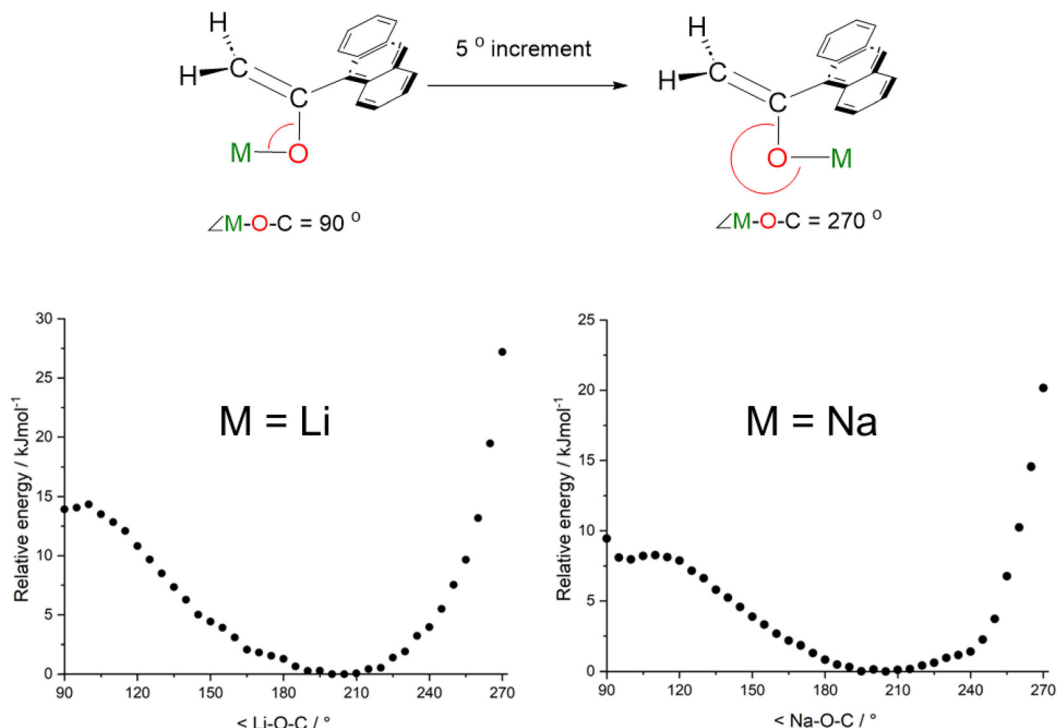 H
H
C
C
M
O
∠M-O-C = 90 °
5 ° increment
H
H
C
C
O
M
∠M-O-C = 270 °
M = Li
Relative energy / kJmol-1
30
25
20
15
10
5
0
90 120 150 180 210 240 270
< Li-O-C / °
M = Na
Relative energy / kJmol-1
25
20
15
10
5
0
90 120 150 180 210 240 270
< Na-O-C / °